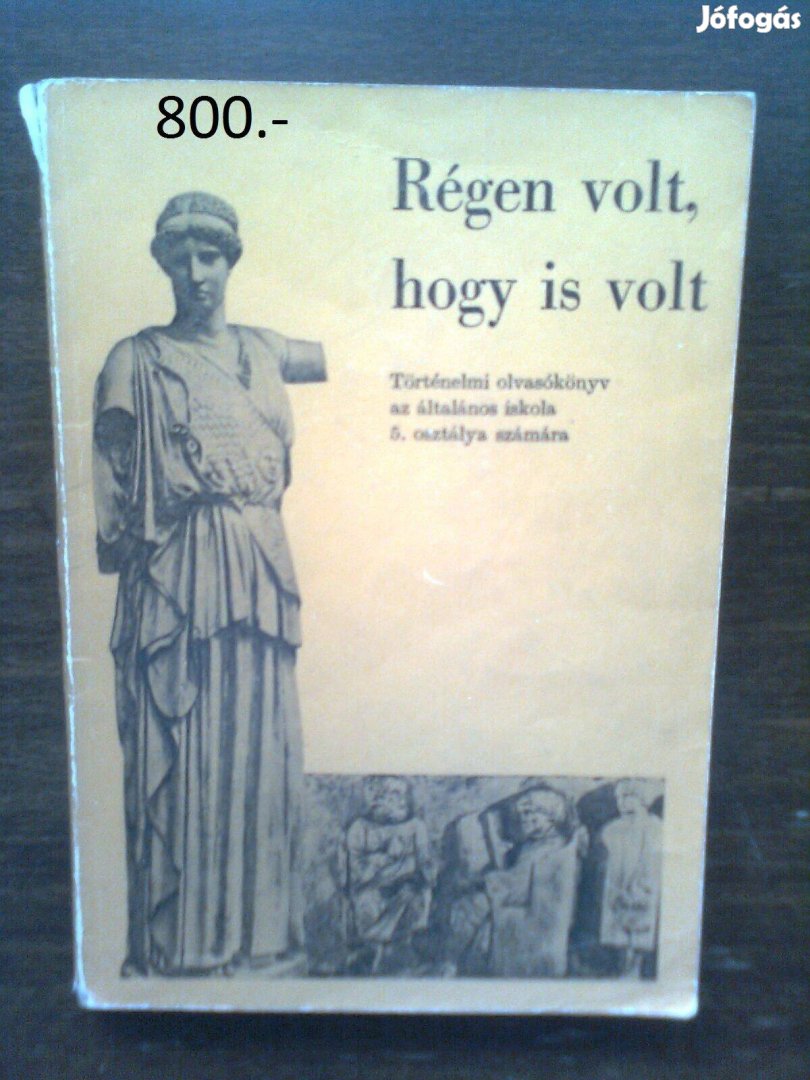 Jófogás
800.-
Régen volt,
hogy is volt
Történelmi olvasókönyv
az általános iskola
5. osztálya számára